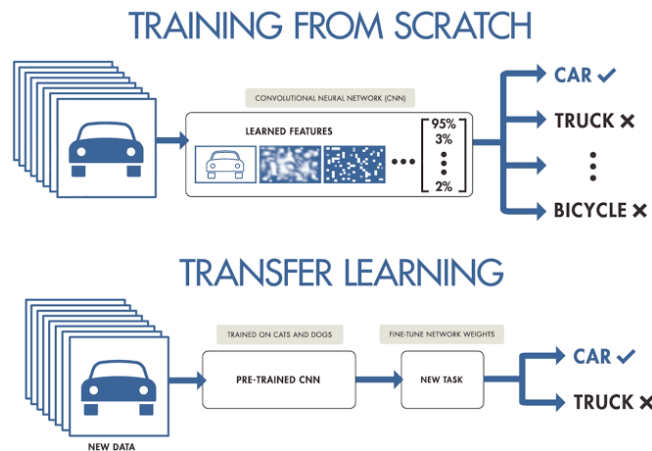 TRAINING FROM SCRATCH
CONVOLUTIONAL NEURAL NETWORK (CNN)
LEARNED FEATURES
95%
3%
2%
CAR ✓
TRUCK ✕
BICYCLE ✕
TRANSFER LEARNING
TRAINED ON CATS AND DOGS
FINE-TUNE NETWORK WEIGHTS
PRE-TRAINED CNN
NEW TASK
CAR ✓
TRUCK ✕
NEW DATA